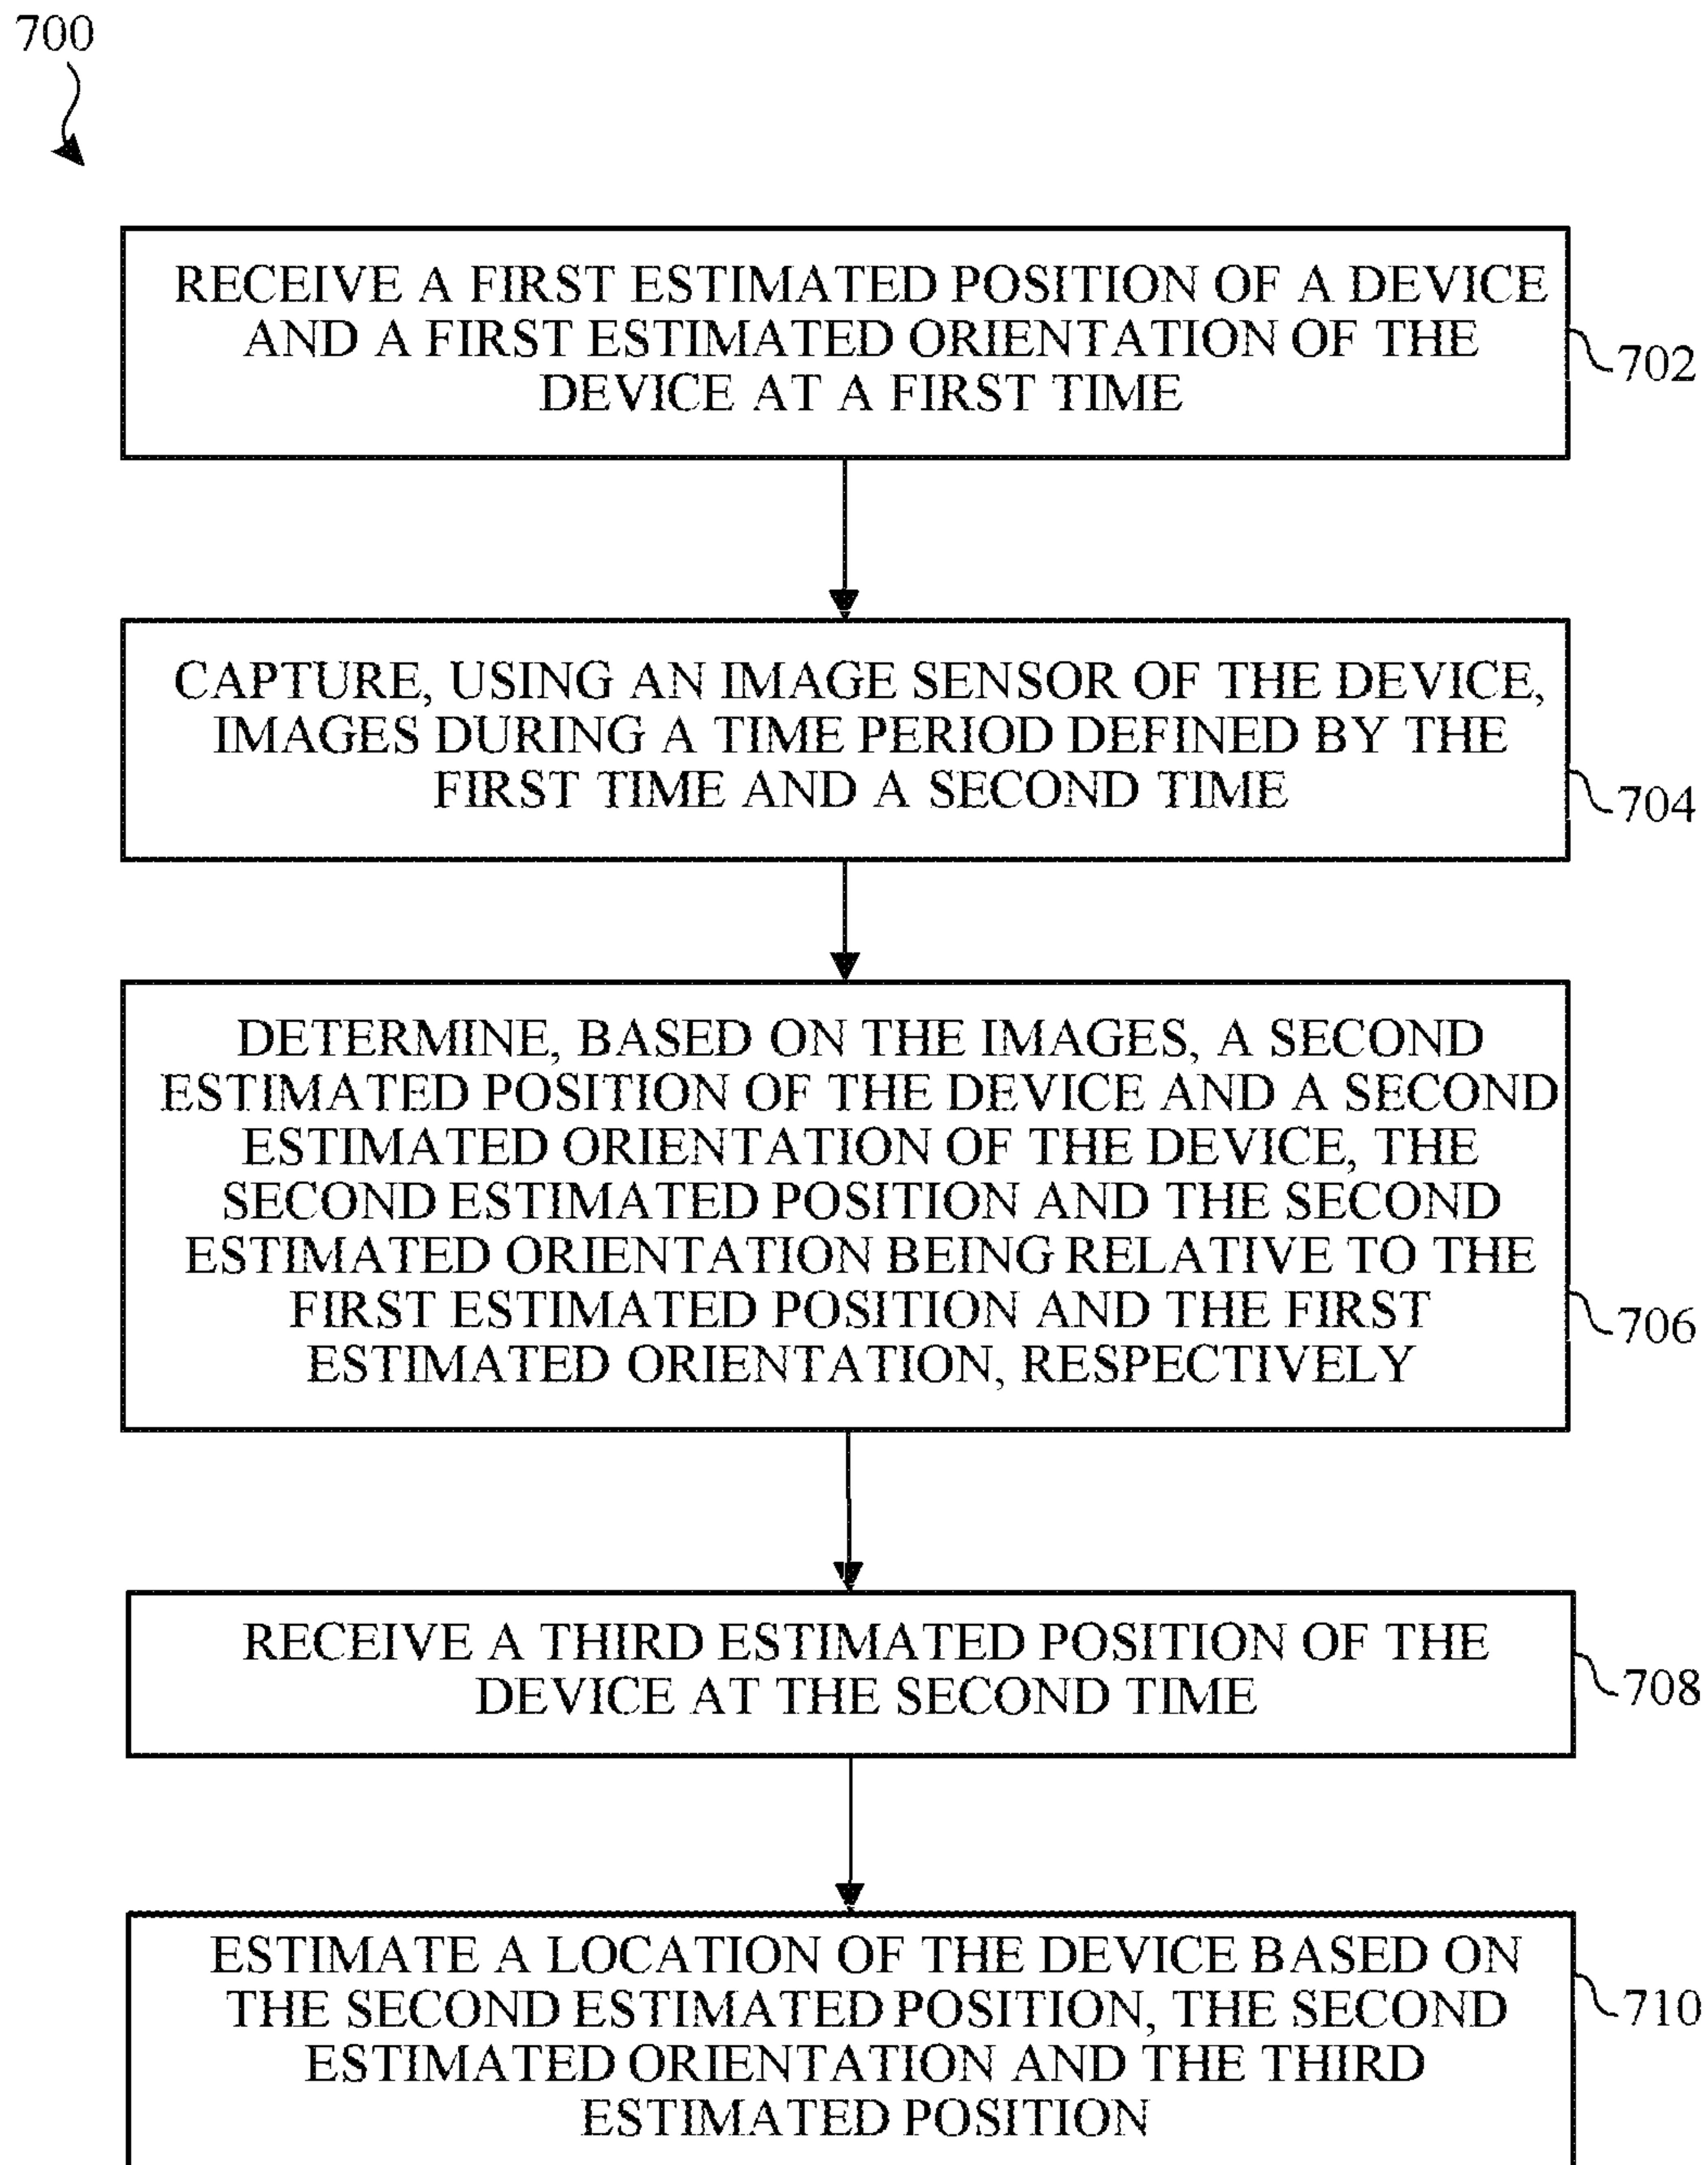 700
RECEIVE A FIRST ESTIMATED POSITION OF A DEVICE
AND A FIRST ESTIMATED ORIENTATION OF THE
DEVICE AT A FIRST TIME
702
CAPTURE, USING AN IMAGE SENSOR OF THE DEVICE,
IMAGES DURING A TIME PERIOD DEFINED BY THE
FIRST TIME AND A SECOND TIME
704
DETERMINE, BASED ON THE IMAGES, A SECOND
ESTIMATED POSITION OF THE DEVICE AND A SECOND
ESTIMATED ORIENTATION OF THE DEVICE, THE
SECOND ESTIMATED POSITION AND THE SECOND
ESTIMATED ORIENTATION BEING RELATIVE TO THE
FIRST ESTIMATED POSITION AND THE FIRST
ESTIMATED ORIENTATION, RESPECTIVELY
706
RECEIVE A THIRD ESTIMATED POSITION OF THE
DEVICE AT THE SECOND TIME
708
ESTIMATE A LOCATION OF THE DEVICE BASED ON
THE SECOND ESTIMATED POSITION, THE SECOND
ESTIMATED ORIENTATION AND THE THIRD
ESTIMATED POSITION
710